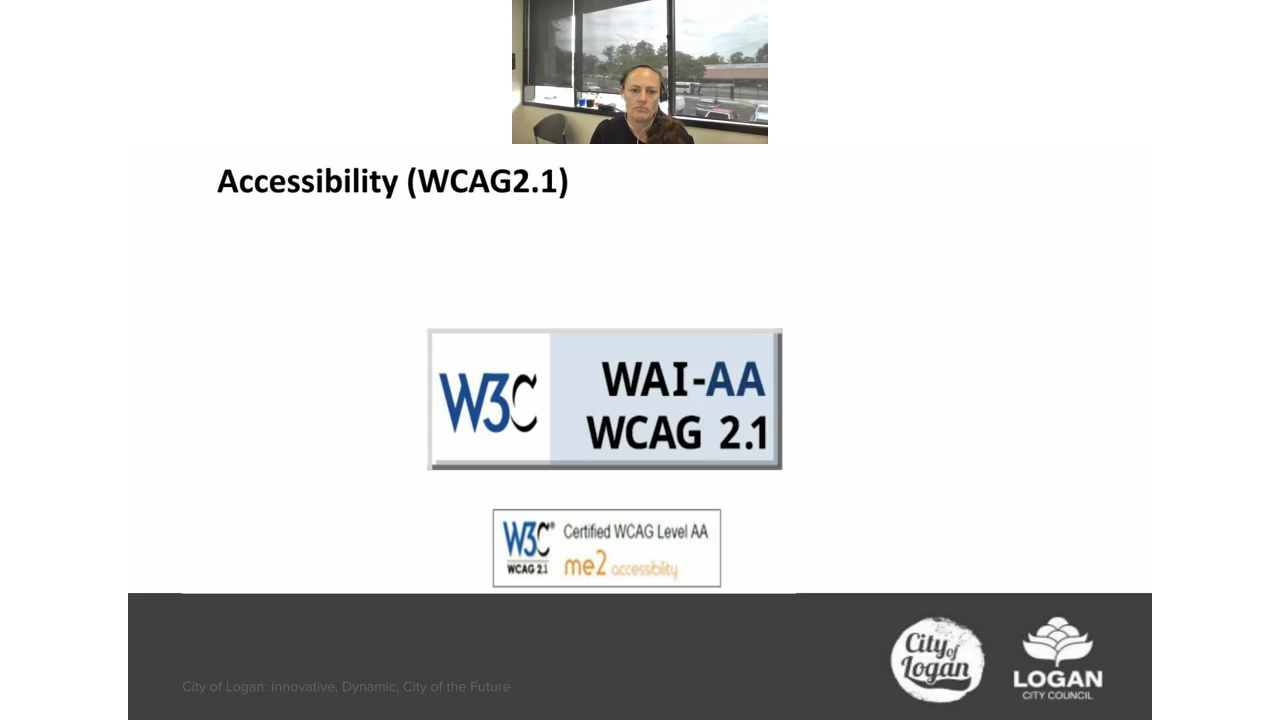 Accessibility (WCAG2.1)
W3C
WAI-AA
WCAG 2.1
W3C®
WCAG 2.1
Certified WCAG Level AA
me2 accessibility
City of Logan
LOGAN
CITY COUNCIL
City of Logan: Innovative, Dynamic, City of the Future